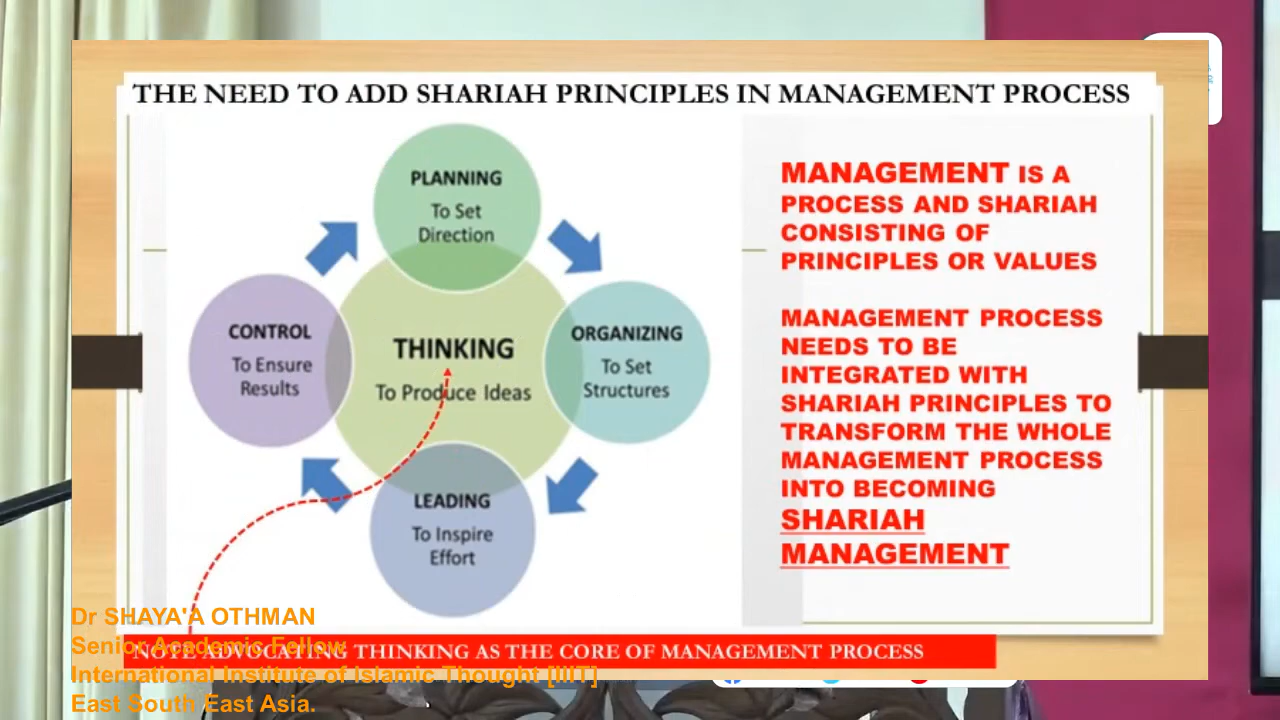 THE NEED TO ADD SHARIAH PRINCIPLES IN MANAGEMENT PROCESS
PLANNING
To Set
Direction
CONTROL
To Ensure
Results
THINKING
To Produce Ideas
ORGANIZING
To Set
Structures
LEADING
To Inspire
Effort
MANAGEMENT IS A
PROCESS AND SHARIAH
CONSISTING OF
PRINCIPLES OR VALUES
MANAGEMENT PROCESS
NEEDS TO BE
INTEGRATED WITH
SHARIAH PRINCIPLES TO
TRANSFORM THE WHOLE
MANAGEMENT PROCESS
INTO BECOMING
SHARIAH
MANAGEMENT
NOTE ADVOCATING THINKING AS THE CORE OF MANAGEMENT PROCESS
Dr SHAYA'A OTHMAN
Senior Academic Fellow
International Institute of Islamic Thought [IIIT]
East South East Asia.